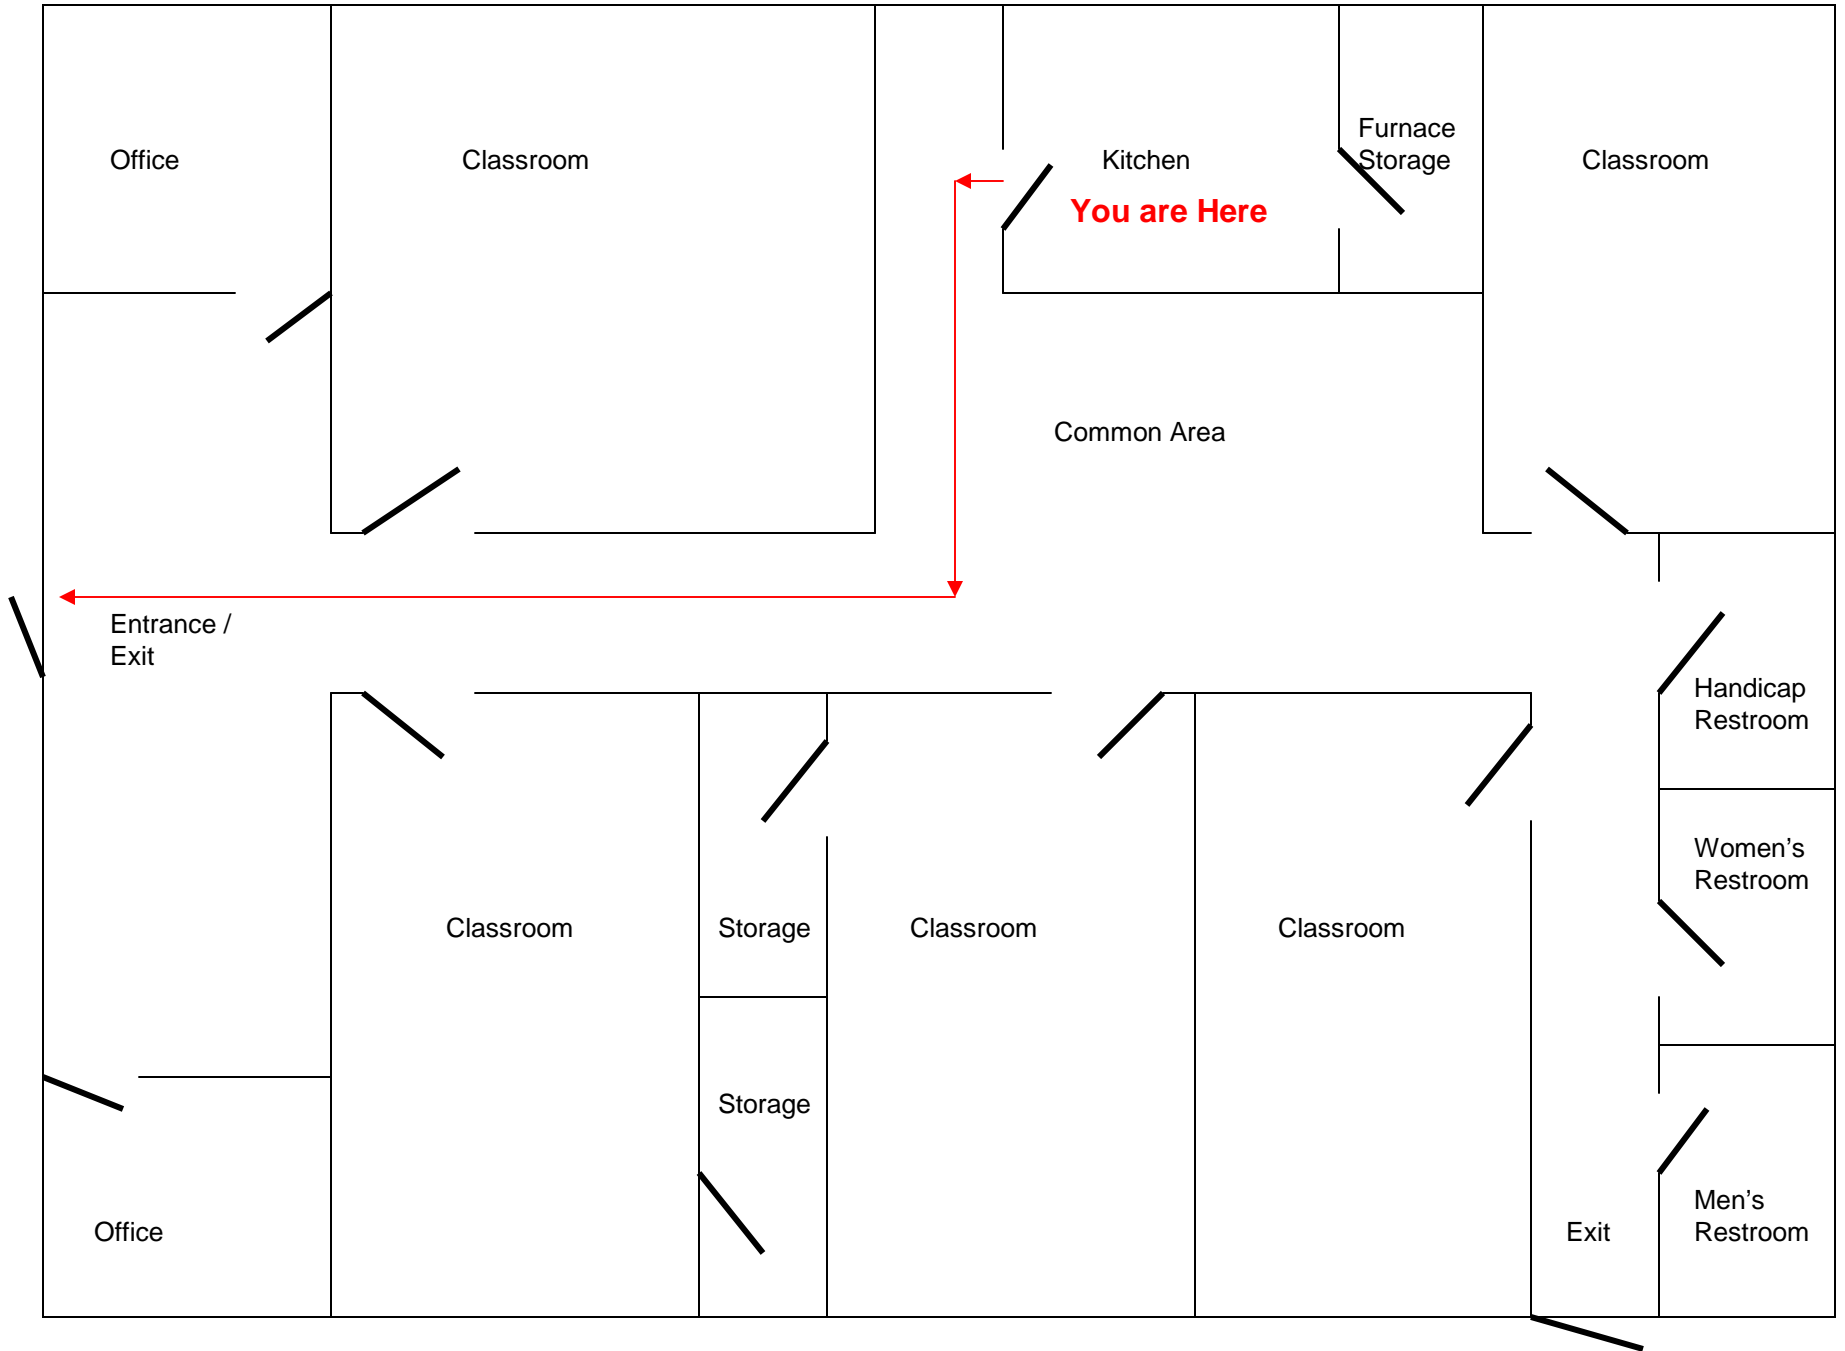 Office
Classroom
Kitchen
Furnace
Storage
Classroom
You are Here
Common Area
Entrance /
Exit
Handicap
Restroom
Women's
Restroom
Classroom
Storage
Classroom
Classroom
Storage
Office
Exit
Men's
Restroom